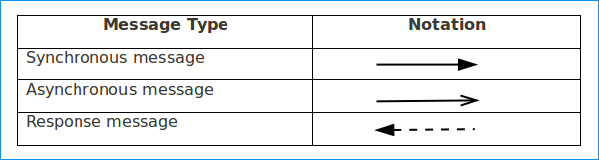 Message Type Notation
Synchronous message
Asynchronous message
Response message